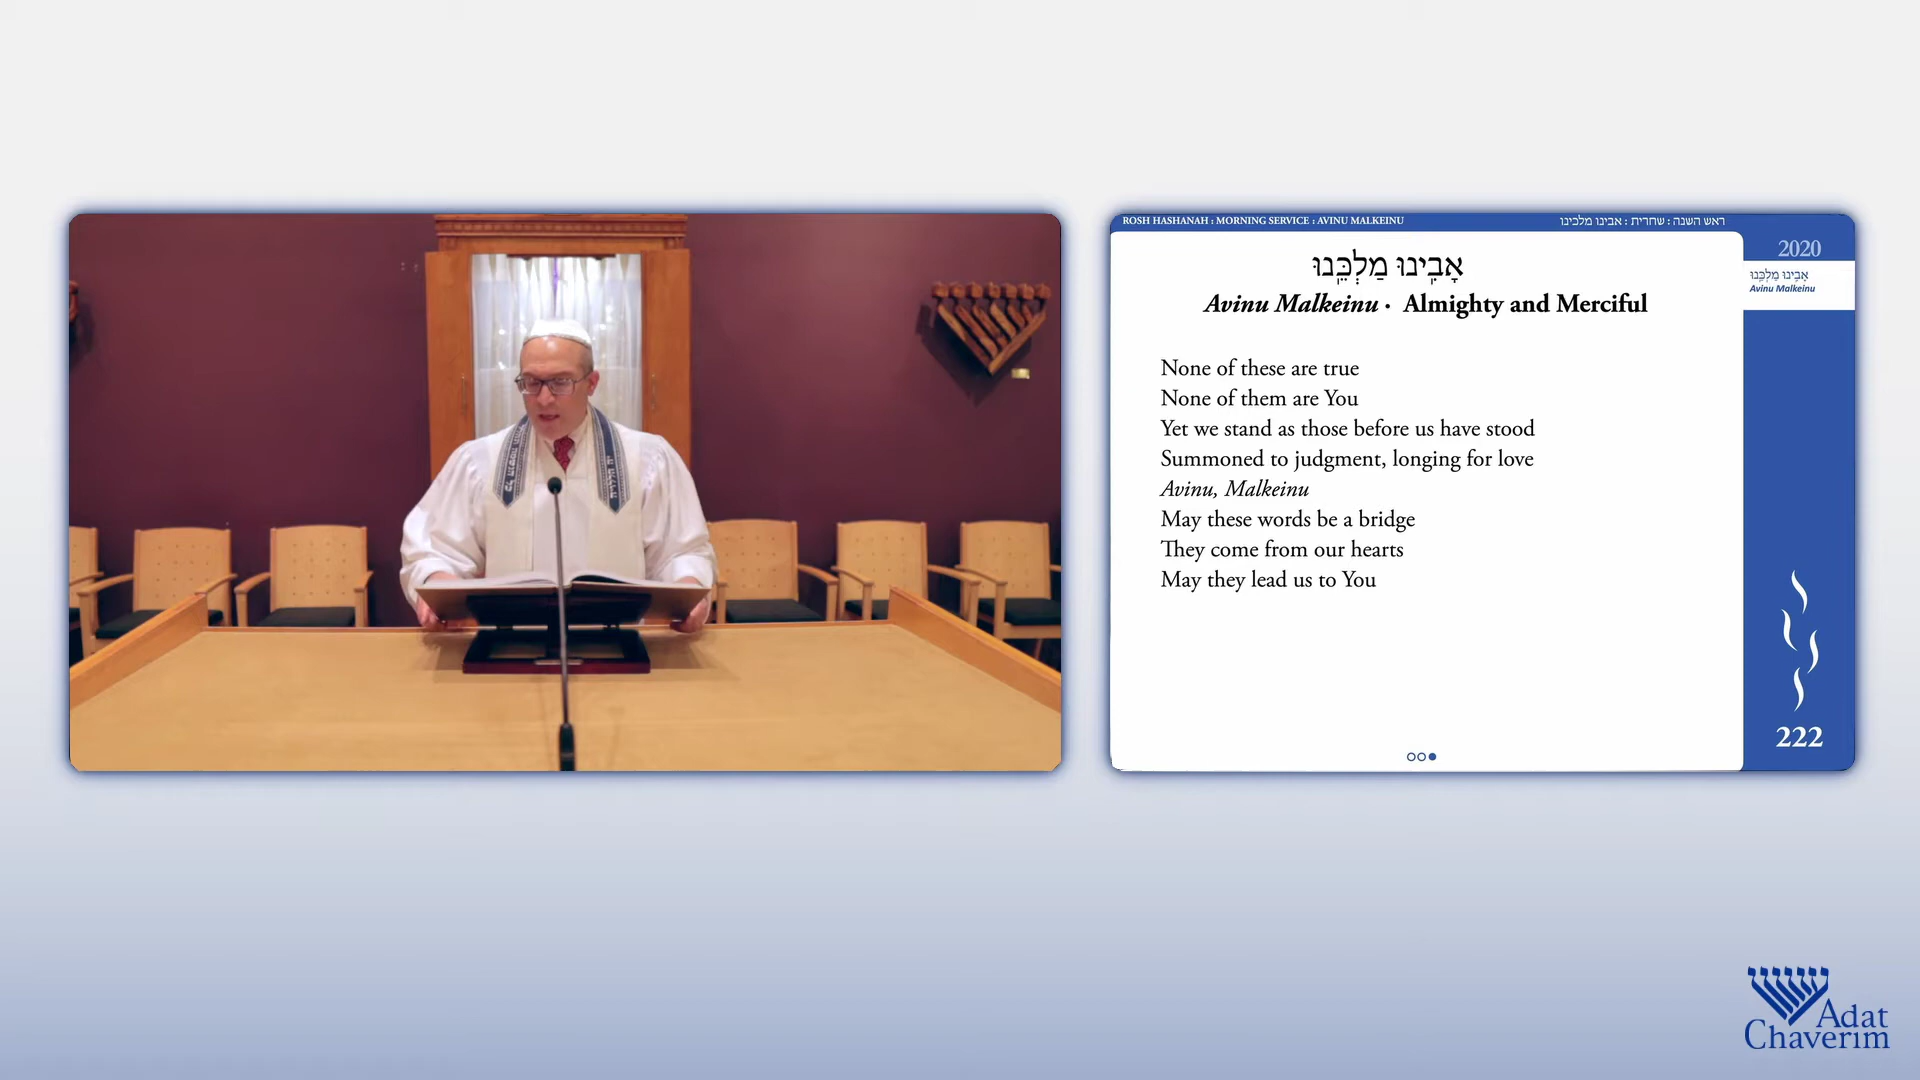 ROSH HASHANAH : MORNING SERVICE : AVINU MALKEINU
ראש השנה : שחרית : אבינו מלכינו
אָבִֽינוּ מַלְכֵּֽנוּ
Avinu Malkeinu · Almighty and Merciful
None of these are true
None of them are You
Yet we stand as those before us have stood
Summoned to judgment, longing for love
Avinu, Malkeinu
May these words be a bridge
They come from our hearts
May they lead us to You
2020
אָבִֽינוּ מַלְכֵּֽנוּ
Avinu Malkeinu
222
Adat
Chaverim